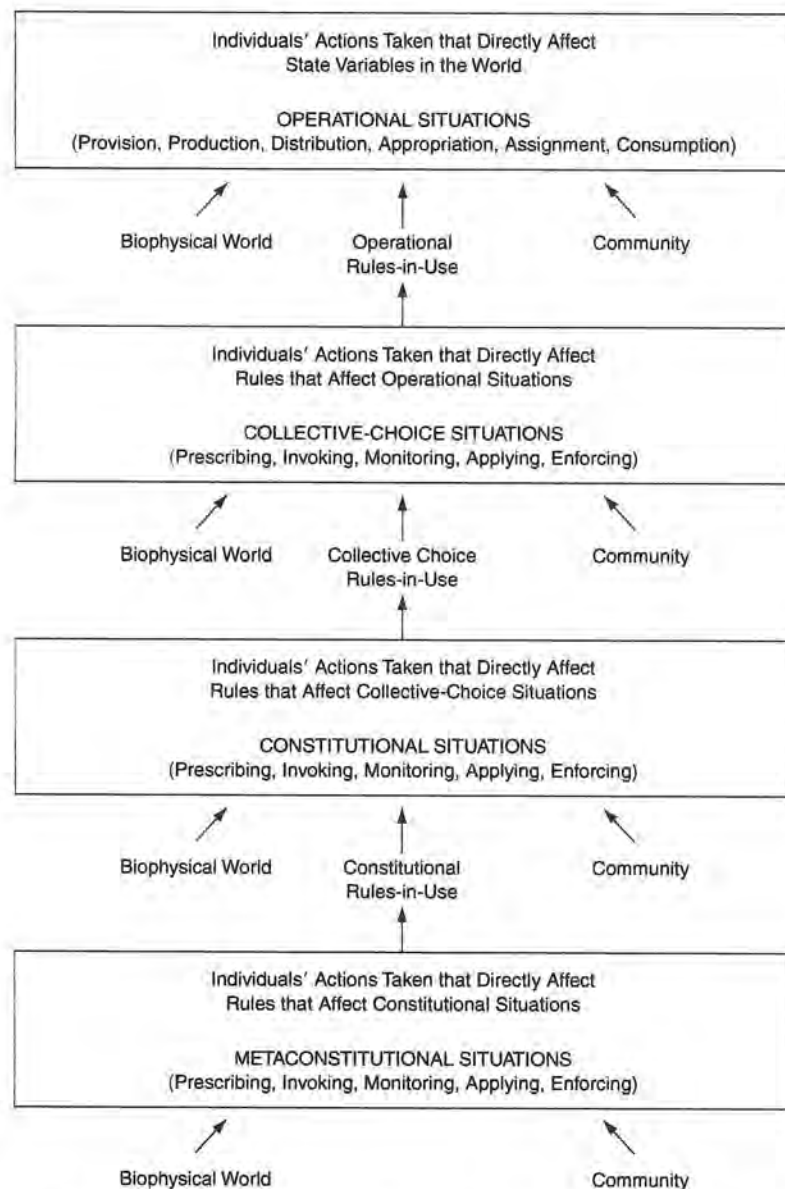 Individuals' Actions Taken that Directly Affect
State Variables in the World
OPERATIONAL SITUATIONS
(Provision, Production, Distribution, Appropriation, Assignment, Consumption)
Biophysical World
Operational
Rules-in-Use
Community
Individuals' Actions Taken that Directly Affect
Rules that Affect Operational Situations
COLLECTIVE-CHOICE SITUATIONS
(Prescribing, Invoking, Monitoring, Applying, Enforcing)
Biophysical World
Collective Choice
Rules-in-Use
Community
Individuals' Actions Taken that Directly Affect
Rules that Affect Collective-Choice Situations
CONSTITUTIONAL SITUATIONS
(Prescribing, Invoking, Monitoring, Applying, Enforcing)
Biophysical World
Constitutional
Rules-in-Use
Community
Individuals' Actions Taken that Directly Affect
Rules that Affect Constitutional Situations
METACONSTITUTIONAL SITUATIONS
(Prescribing, Invoking, Monitoring, Applying, Enforcing)
Biophysical World
Community